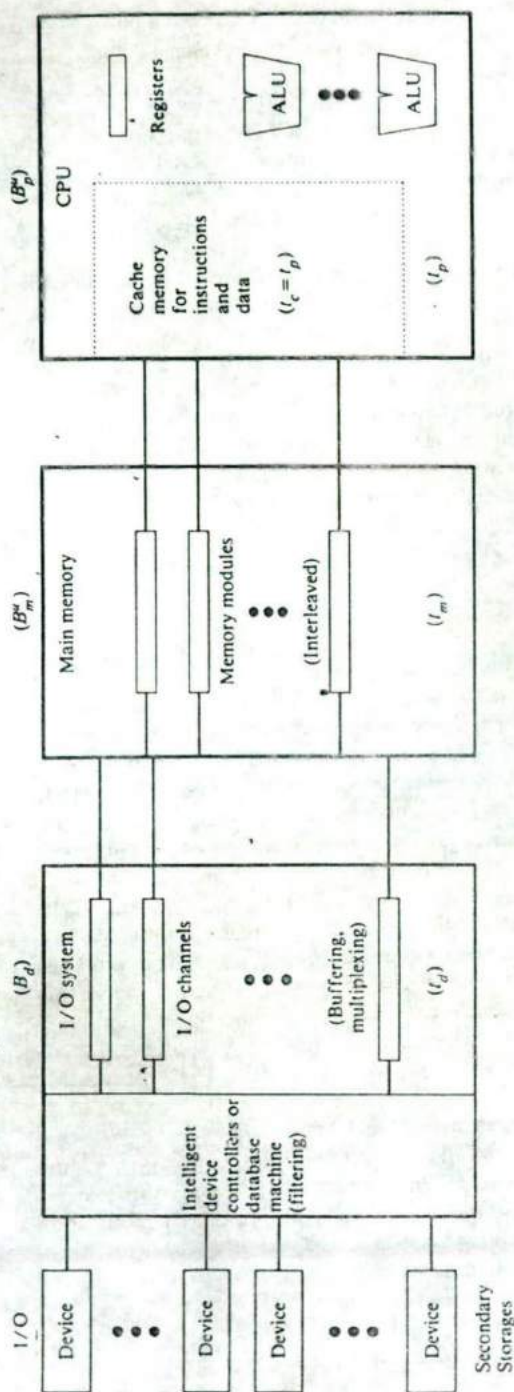 I/O
Device
Device
Device
Device
Secondary
Storages
(B_d)
I/O system
Intelligent
device
controllers or
database
machine
(filtering)
I/O channels
(Buffering,
multiplexing)
(t_d)
(B^u_m)
Main memory
Memory modules
(Interleaved)
(t_m)
(B^u_p)
CPU
Cache
memory
for
instructions
and
data
(t_c = t_p)
Registers
ALU
ALU
(t_p)